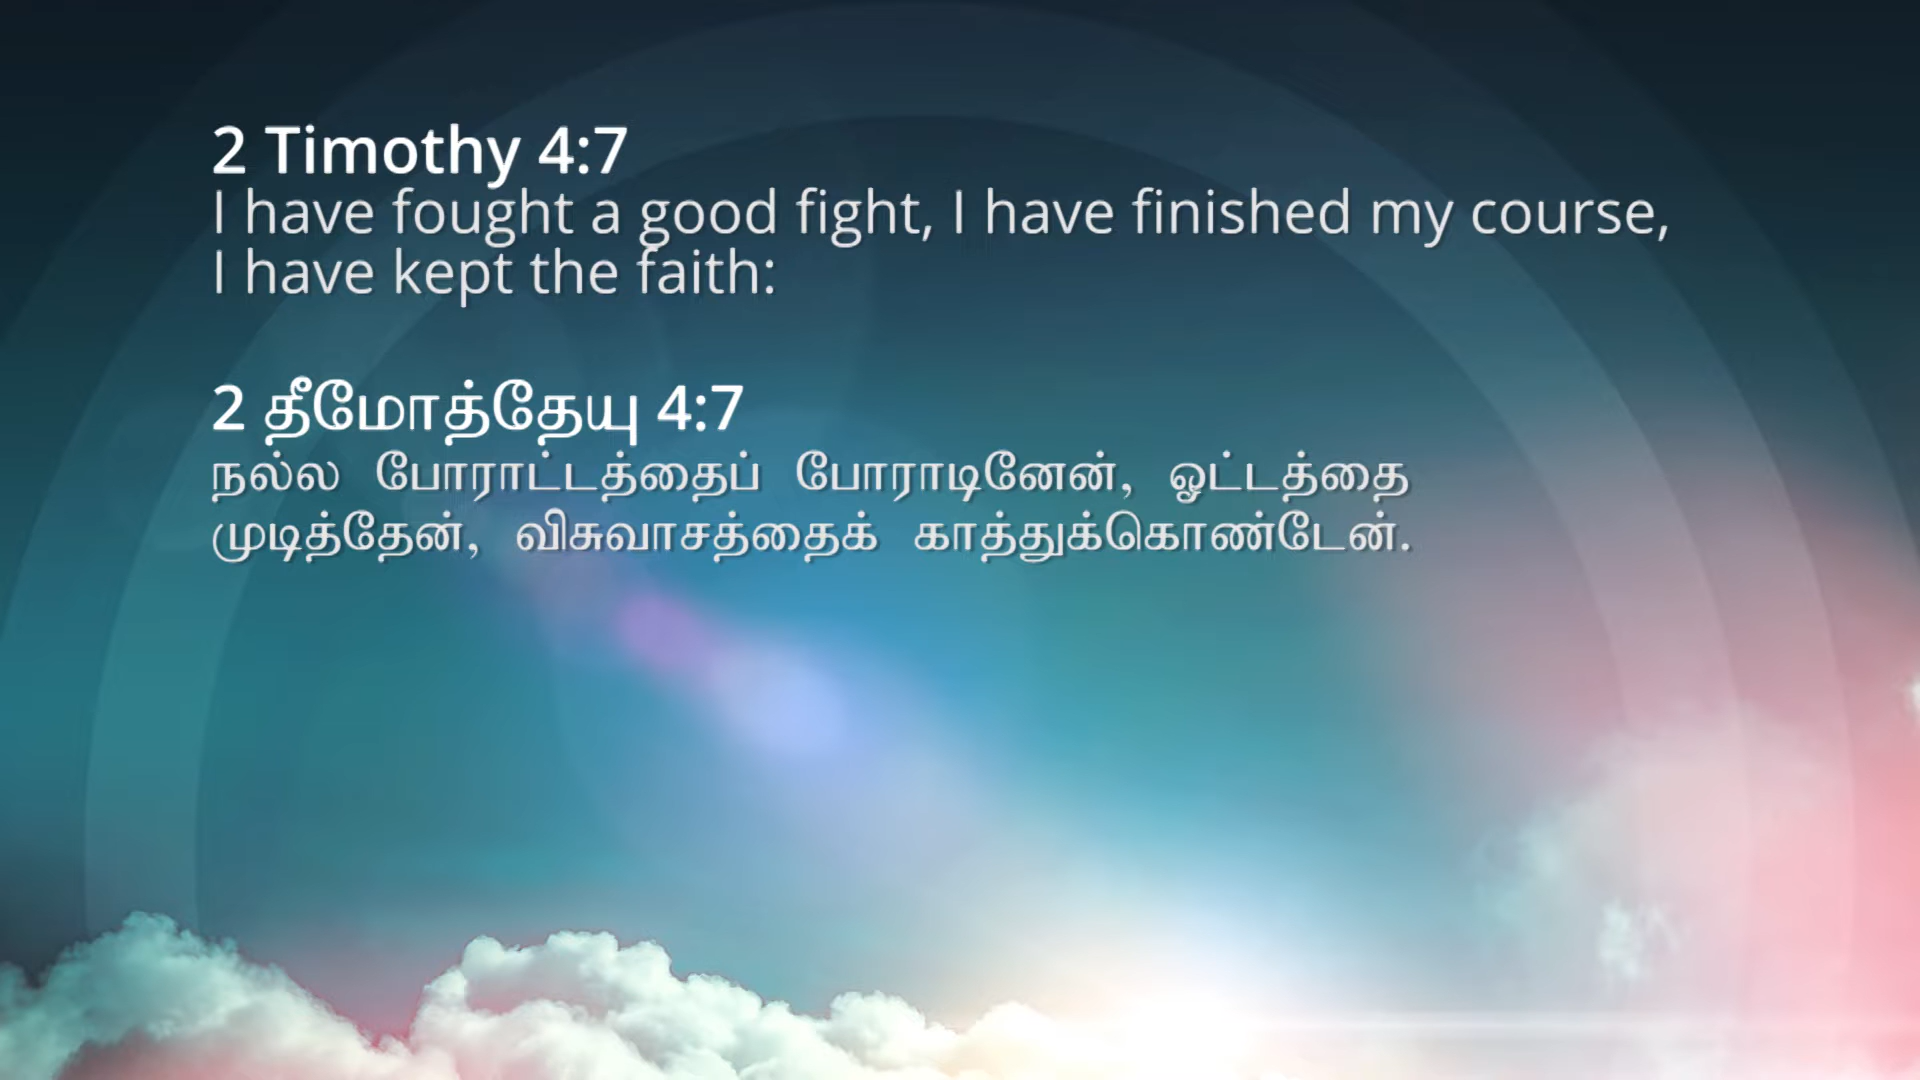 2 Timothy 4:7
I have fought a good fight, I have finished my course,
I have kept the faith:
2 தீமோத்தேயு 4:7
நல்ல போராட்டத்தைப் போராடினேன், ஓட்டத்தை
முடித்தேன், விசுவாசத்தைக் காத்துக்கொண்டேன்.